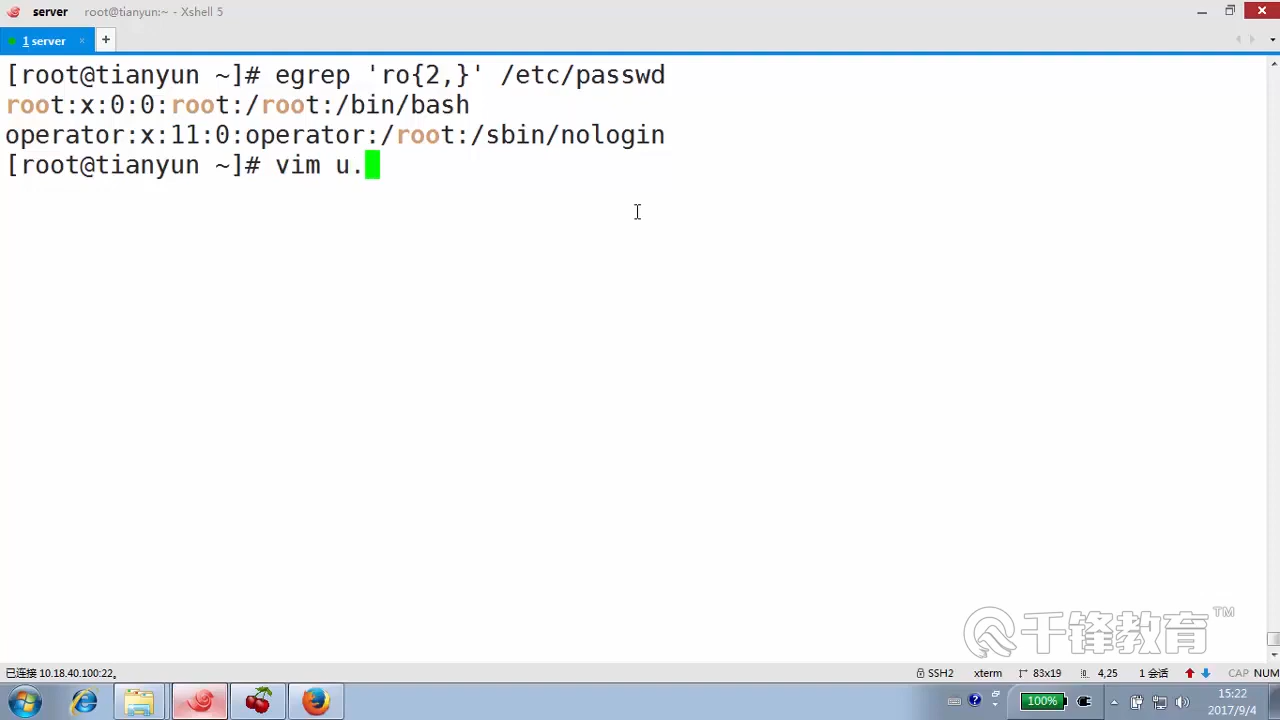 server root@tianyun:~ - Xshell 5
1 server × +
[root@tianyun ~]# egrep 'ro{2,}' /etc/passwd
root:x:0:0:root:/root:/bin/bash
operator:x:11:0:operator:/root:/sbin/nologin
[root@tianyun ~]# vim u.
千锋教育 TM
已连接 10.18.40.100:22。 SSH2 xterm 83x19 4,25 1 会话 CAP NUM
100% 15:22
2017/9/4